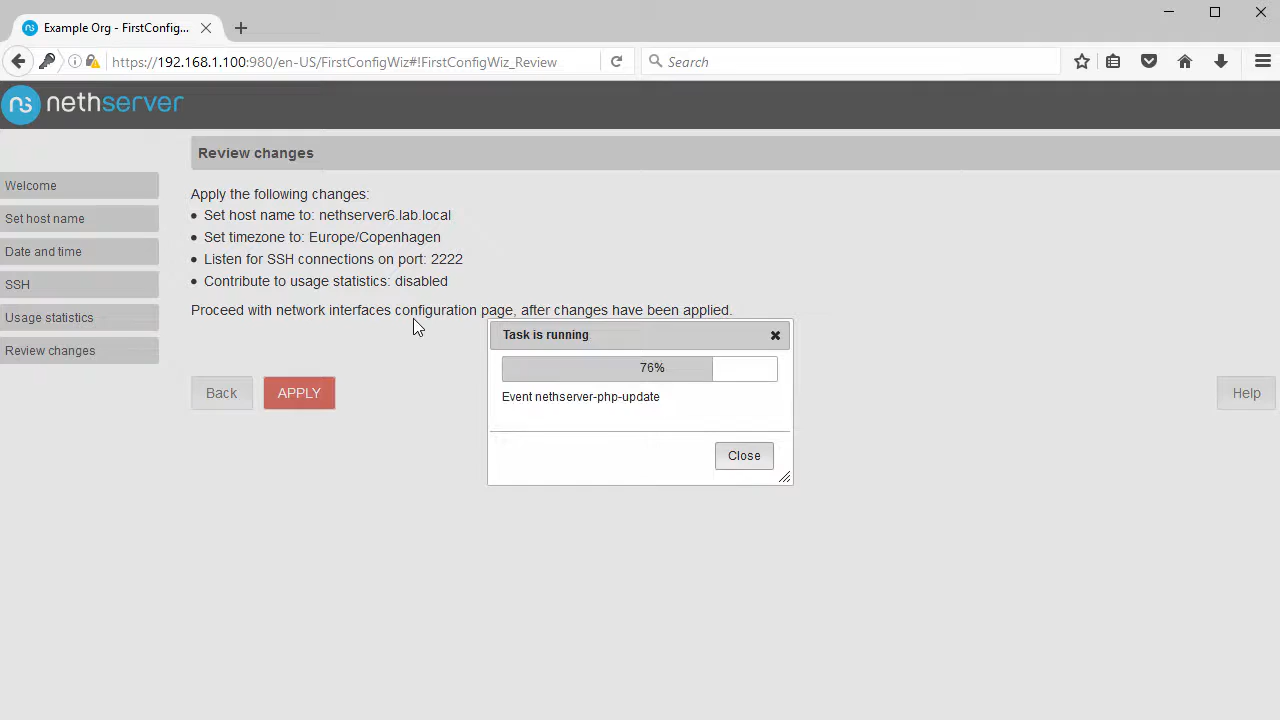 Example Org - FirstConfig...
https://192.168.1.100:980/en-US/FirstConfigWiz#!FirstConfigWiz_Review
Search
nethserver
Welcome
Set host name
Date and time
SSH
Usage statistics
Review changes
Review changes
Apply the following changes:
• Set host name to: nethserver6.lab.local
• Set timezone to: Europe/Copenhagen
• Listen for SSH connections on port: 2222
• Contribute to usage statistics: disabled
Proceed with network interfaces configuration page, after changes have been applied.
Back
APPLY
Help
Task is running
76%
Event nethserver-php-update
Close